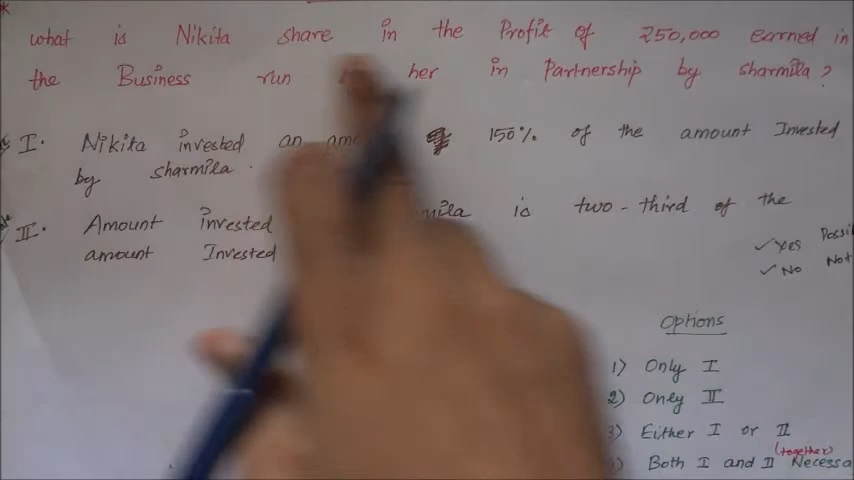 *
what is Nikita share in the Profit of 250,000 earned in
the Business run her in Partnership by sharmila?
I. Nikita invested an 150% of the amount Invested
by sharmila.
II. Amount invested is two-third of the
amount Invested
✓ Yes
✓ No Not
Options
1) Only I
2) Only II
3) Either I or II
(together)
Both I and II